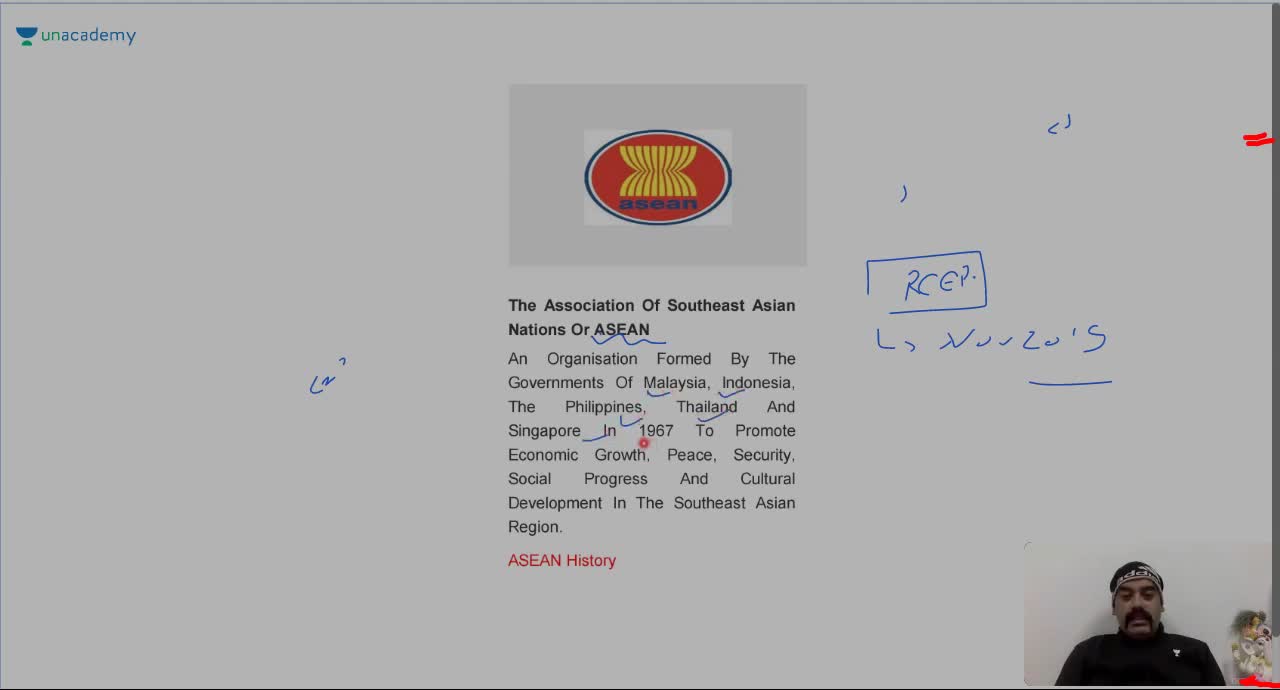 unacademy
asean
The Association Of Southeast Asian
Nations Or ASEAN
An Organisation Formed By The
Governments Of Malaysia, Indonesia,
The Philippines, Thailand And
Singapore In 1967 To Promote
Economic Growth, Peace, Security,
Social Progress And Cultural
Development In The Southeast Asian
Region.
ASEAN History
RCEP.